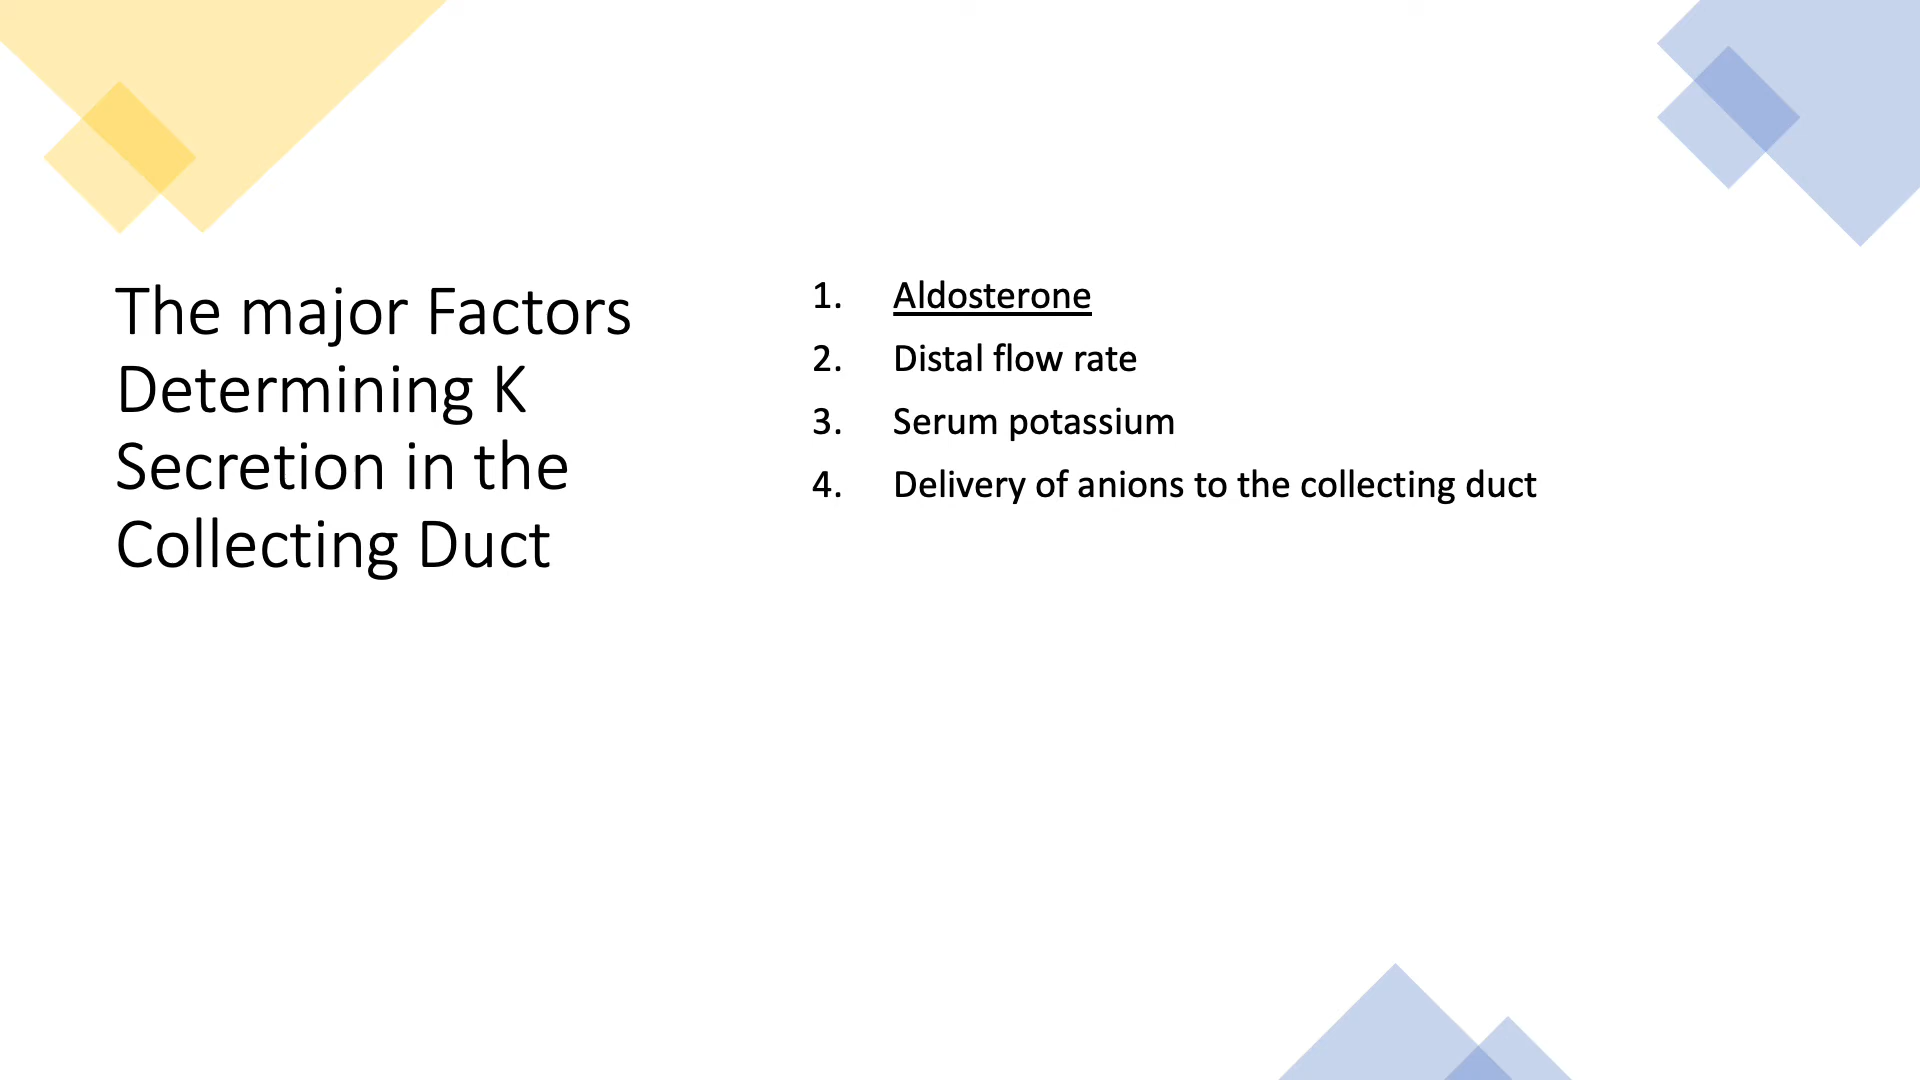 The major Factors
Determining K
Secretion in the
Collecting Duct
1. Aldosterone
2. Distal flow rate
3. Serum potassium
4. Delivery of anions to the collecting duct